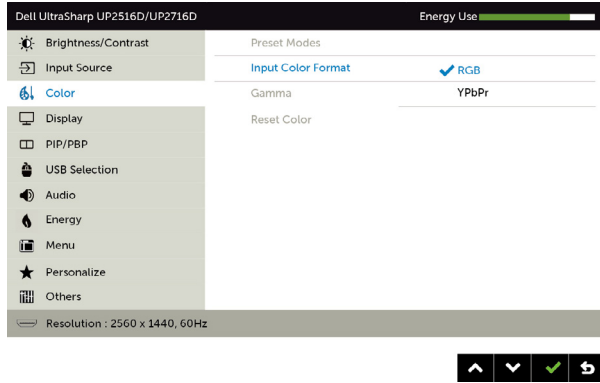 Dell UltraSharp UP2516D/UP2716D
Energy Use
Brightness/Contrast
Input Source
Color
Display
PIP/PBP
USB Selection
Audio
Energy
Menu
Personalize
Others
Preset Modes
Input Color Format
Gamma
Reset Color
RGB
YPbPr
Resolution : 2560 x 1440, 60Hz